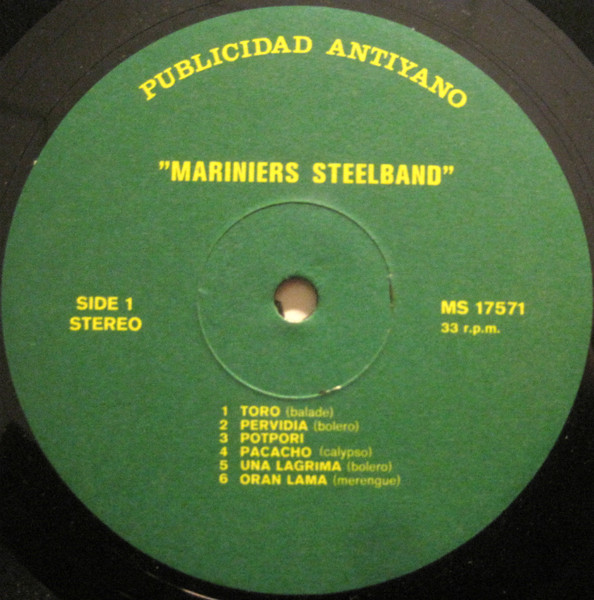 PUBLICIDAD ANTIYANO
"MARINIERS STEELBAND"
SIDE 1
STEREO
MS 17571
33 r.p.m.
1 TORO (balade)
2 PERVIDIA (bolero)
3 POTPORI
4 PACACHO (calypso)
5 UNA LAGRIMA (bolero)
6 ORAN LAMA (merengue)